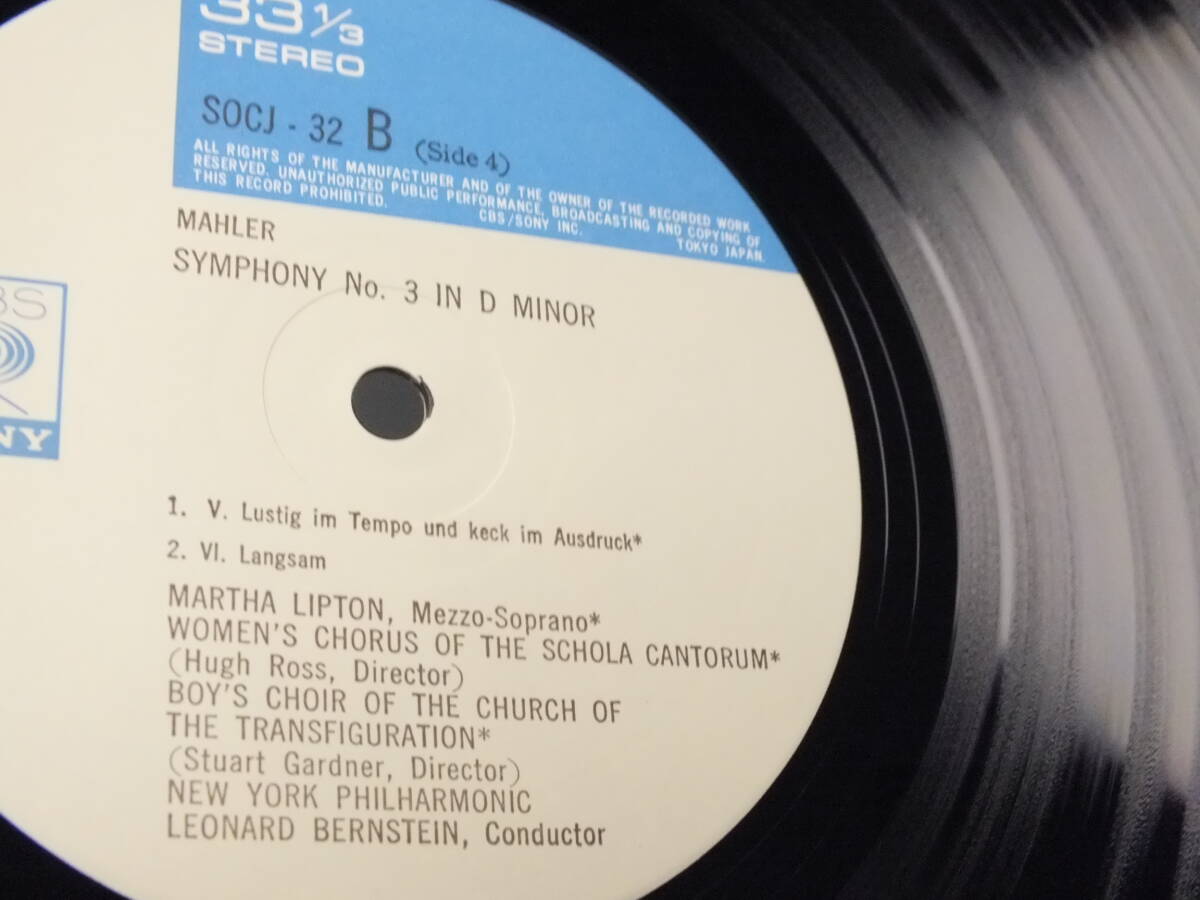 33 1/3
STEREO
SOCJ - 32 B (Side 4)
ALL RIGHTS OF THE MANUFACTURER AND OF THE OWNER OF THE RECORDED WORK
RESERVED. UNAUTHORIZED PUBLIC PERFORMANCE, BROADCASTING AND COPYING OF
THIS RECORD PROHIBITED. CBS/SONY INC. TOKYO JAPAN.
MAHLER
SYMPHONY No. 3 IN D MINOR
BS
NY
1. V. Lustig im Tempo und keck im Ausdruck*
2. VI. Langsam
MARTHA LIPTON, Mezzo-Soprano*
WOMEN'S CHORUS OF THE SCHOLA CANTORUM*
(Hugh Ross, Director)
BOY'S CHOIR OF THE CHURCH OF
THE TRANSFIGURATION*
(Stuart Gardner, Director)
NEW YORK PHILHARMONIC
LEONARD BERNSTEIN, Conductor